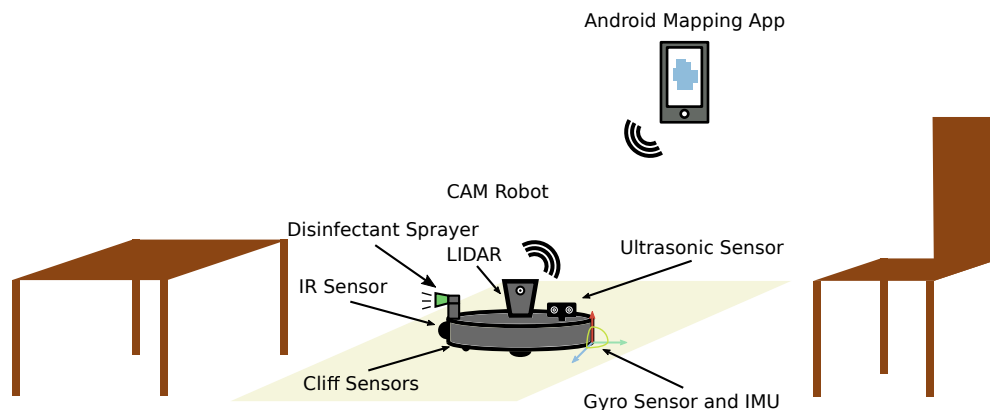 Android Mapping App
CAM Robot
Disinfectant Sprayer
LIDAR
Ultrasonic Sensor
IR Sensor
Cliff Sensors
Gyro Sensor and IMU